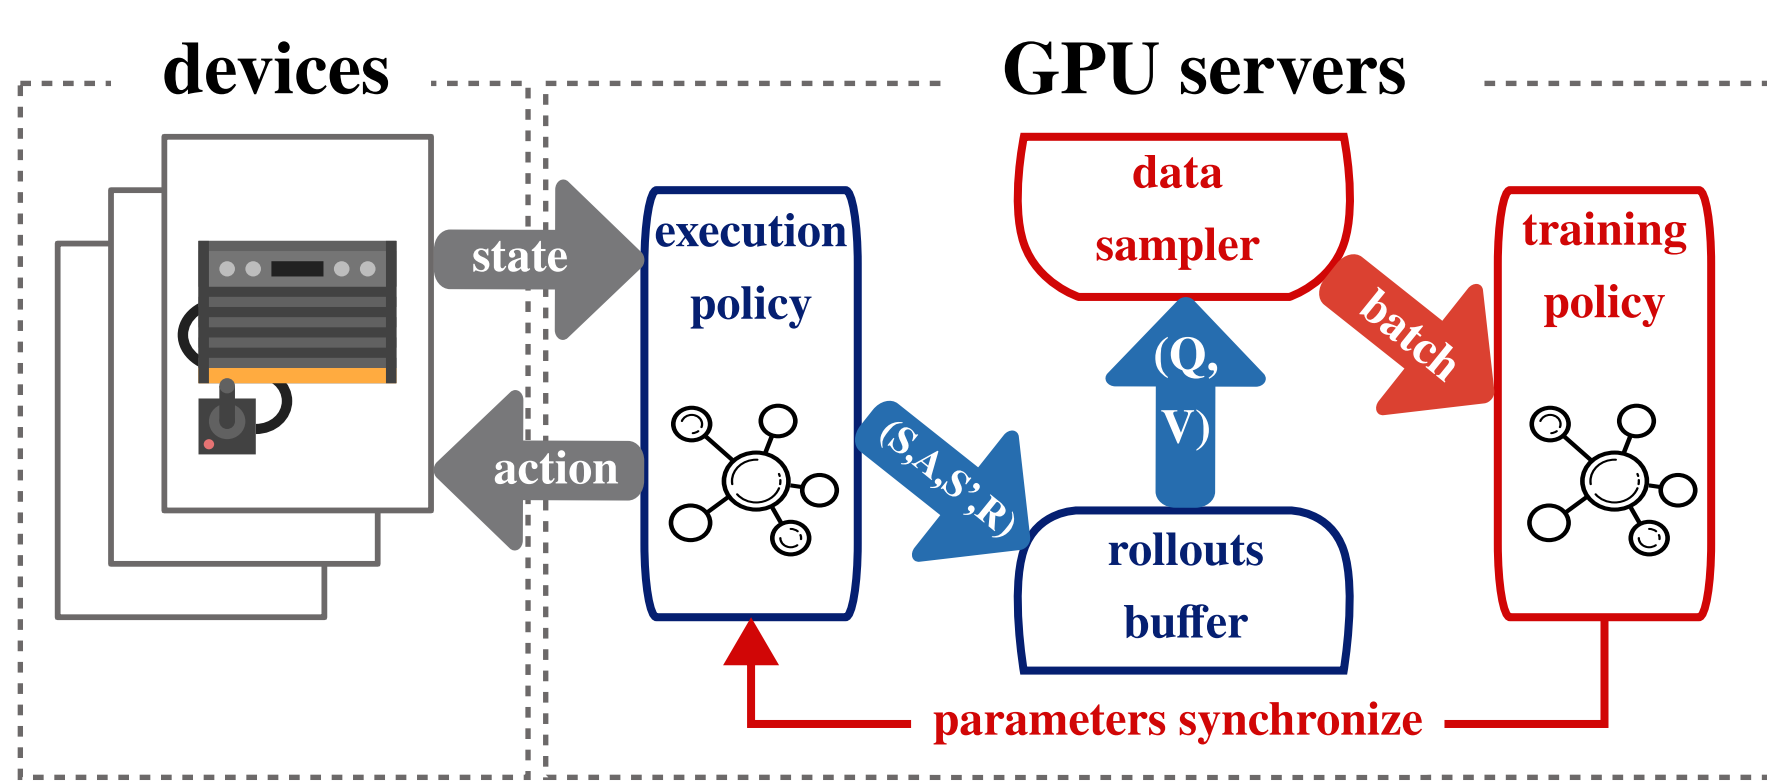 devices
GPU servers
state
action
execution
policy
(S,A,S',R)
data
sampler
(Q,
V)
rollouts
buffer
batch
training
policy
parameters synchronize